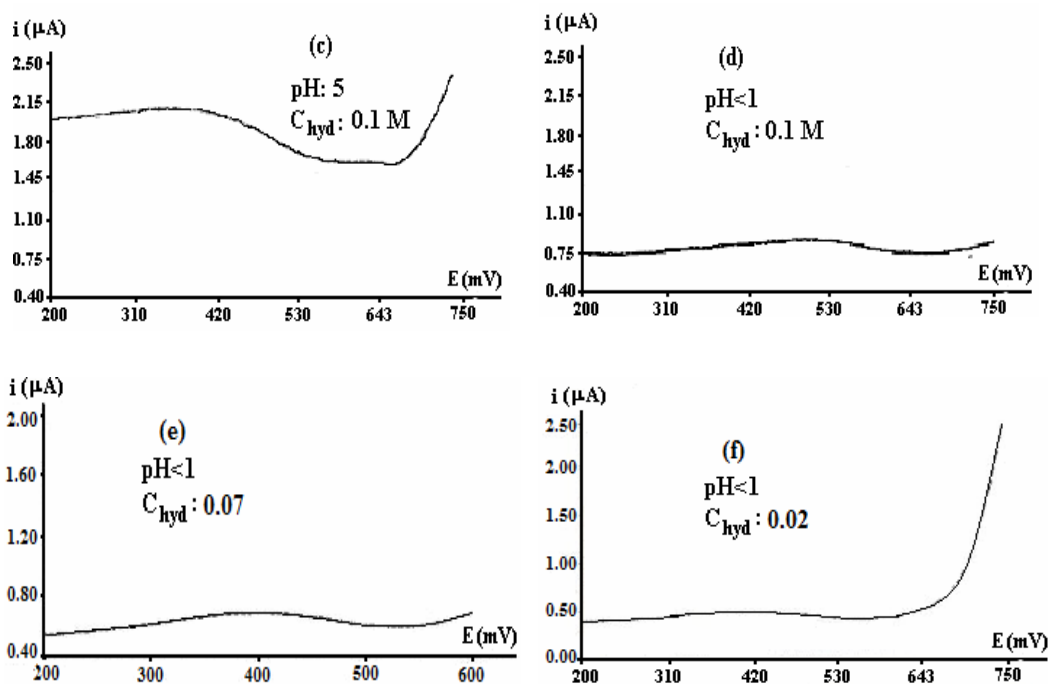 i (μA)
(c)
pH: 5
C hyd : 0.1 M
2.50
2.15
1.80
1.45
1.10
0.75
0.40
E (mV)
200 310 420 530 643 750
i (μA)
(d)
pH<1
C hyd : 0.1 M
2.50
2.15
1.80
1.45
1.10
0.75
0.40
E (mV)
200 310 420 530 643 750
i (μA)
(e)
pH<1
C hyd : 0.07
2.00
1.60
1.20
0.80
0.40
E (mV)
200 300 400 500 600
i (μA)
(f)
pH<1
C hyd : 0.02
2.50
2.00
1.50
1.00
0.50
0.00
E (mV)
200 310 420 530 643 750